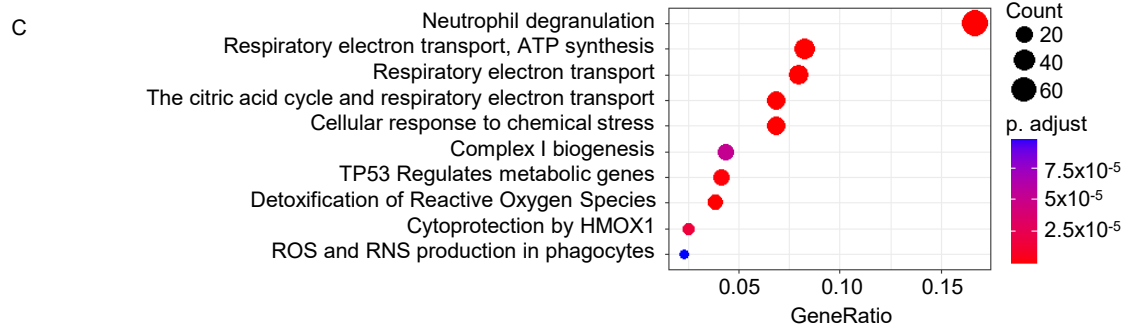 C
Neutrophil degranulation
Respiratory electron transport, ATP synthesis
Respiratory electron transport
The citric acid cycle and respiratory electron transport
Cellular response to chemical stress
Complex I biogenesis
TP53 Regulates metabolic genes
Detoxification of Reactive Oxygen Species
Cytoprotection by HMOX1
ROS and RNS production in phagocytes
0.05 0.10 0.15
GeneRatio
Count
20
40
60
p. adjust
7.5x10⁻⁵
5x10⁻⁵
2.5x10⁻⁵